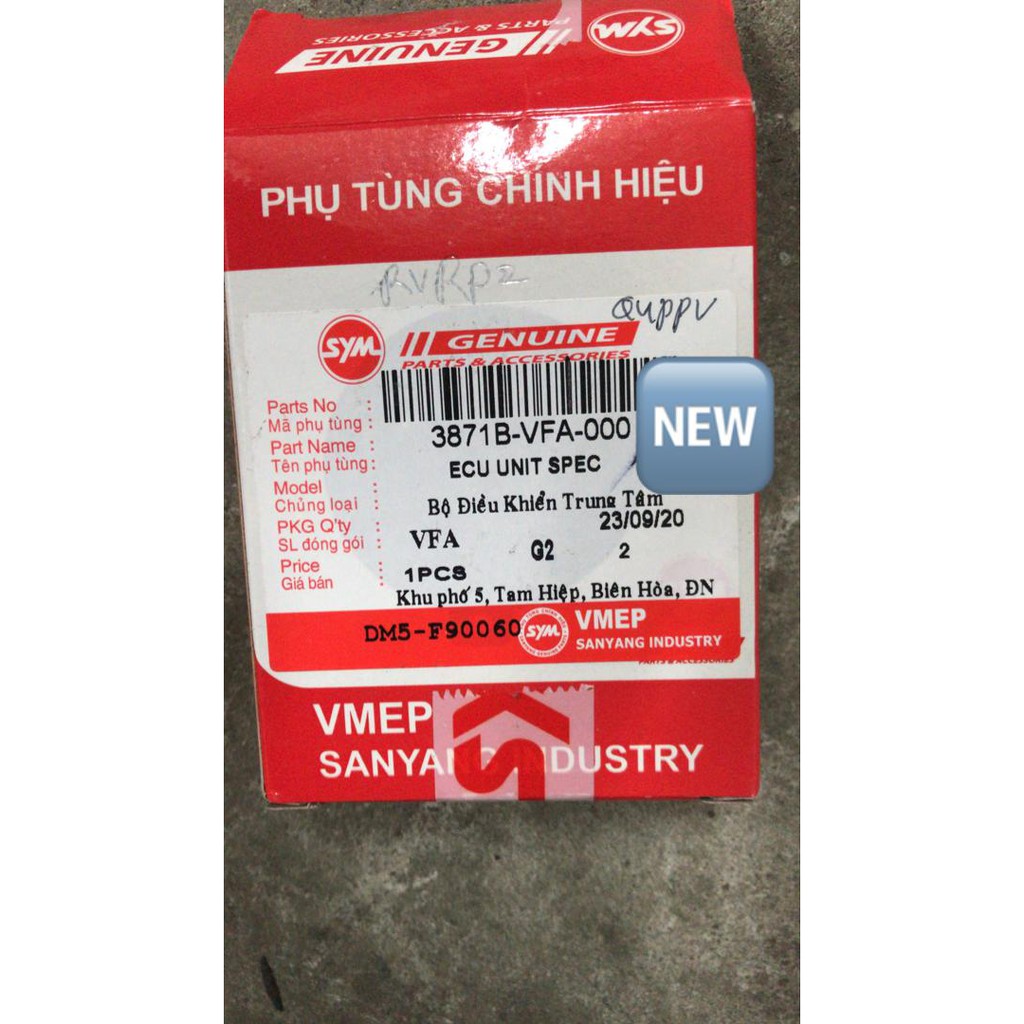 SYM
GENUINE
PARTS & ACCESSORIES
PHỤ TÙNG CHÍNH HIỆU
RVRP2
QUPPV
SYM
GENUINE
PARTS & ACCESSORIES
NEW
Parts No :
Mã phụ tùng :
3871B-VFA-000
Part Name :
Tên phụ tùng :
ECU UNIT SPEC
Model :
Chủng loại :
Bộ Điều Khiển Trung Tâm
23/09/20
PKG Q'ty :
SL đóng gói :
VFA G2 2
Price :
Giá bán :
1PCS
Khu phố 5, Tam Hiệp, Biên Hòa, ĐN
DM5-F90060
SYM
VMEP
SANYANG INDUSTRY
PARTS & ACCESSORIES
VMEP
SANYANG INDUSTRY